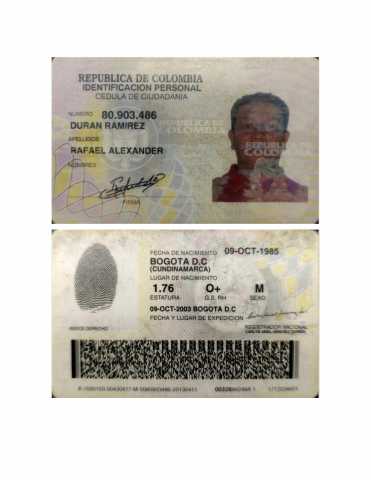 REPUBLICA DE COLOMBIA
IDENTIFICACION PERSONAL
CEDULA DE CIUDADANIA
NUMERO 80.903.486
DURAN RAMIREZ
APELLIDOS
RAFAEL ALEXANDER
NOMBRES
FIRMA
REPUBLICA DE
COLOMBIA
FECHA DE NACIMIENTO 09-OCT-1985
BOGOTA D.C
(CUNDINAMARCA)
LUGAR DE NACIMIENTO
1.76 O+ M
ESTATURA G.S. RH SEXO
09-OCT-2003 BOGOTA D.C
FECHA Y LUGAR DE EXPEDICION
INDICE DERECHO
REGISTRADOR NACIONAL